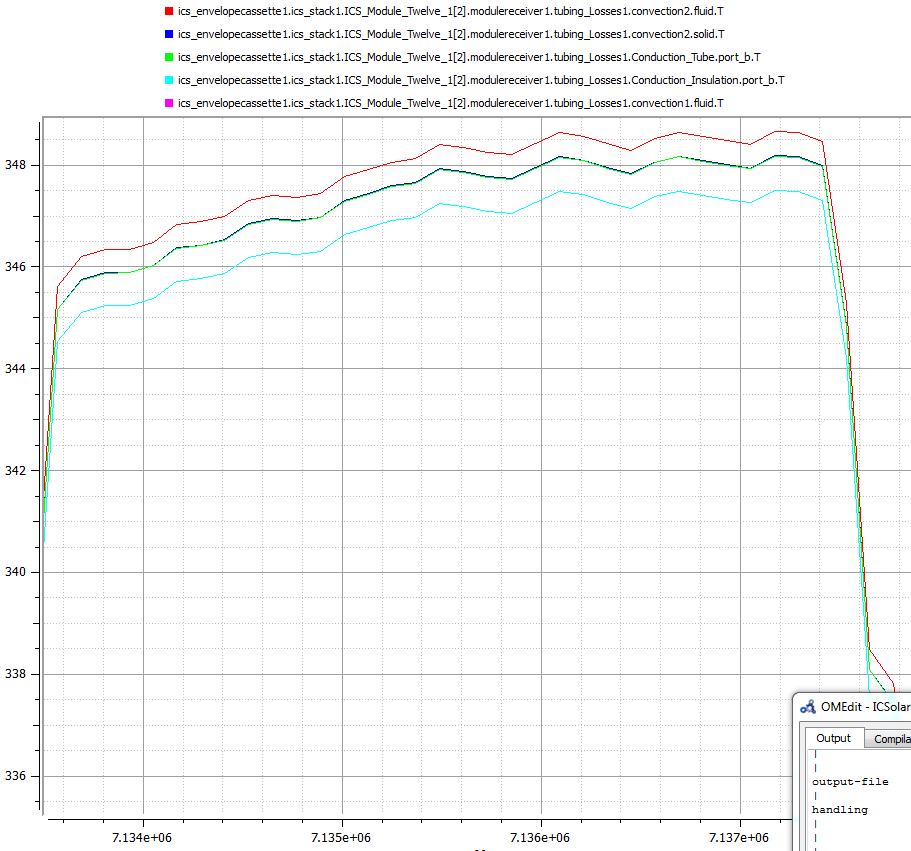 ics_envelopecassette1.ics_stack1.ICS_Module_Twelve_1[2].modulereceiver1.tubing_Losses1.convection2.fluid.T
ics_envelopecassette1.ics_stack1.ICS_Module_Twelve_1[2].modulereceiver1.tubing_Losses1.convection2.solid.T
ics_envelopecassette1.ics_stack1.ICS_Module_Twelve_1[2].modulereceiver1.tubing_Losses1.Conduction_Tube.port_b.T
ics_envelopecassette1.ics_stack1.ICS_Module_Twelve_1[2].modulereceiver1.tubing_Losses1.Conduction_Insulation.port_b.T
ics_envelopecassette1.ics_stack1.ICS_Module_Twelve_1[2].modulereceiver1.tubing_Losses1.convection1.fluid.T
348
346
344
342
340
338
336
7.134e+06 7.135e+06 7.136e+06 7.137e+06
OMEdit - ICSolar
Output Compila
|
|
output-file
|
handling
|
|